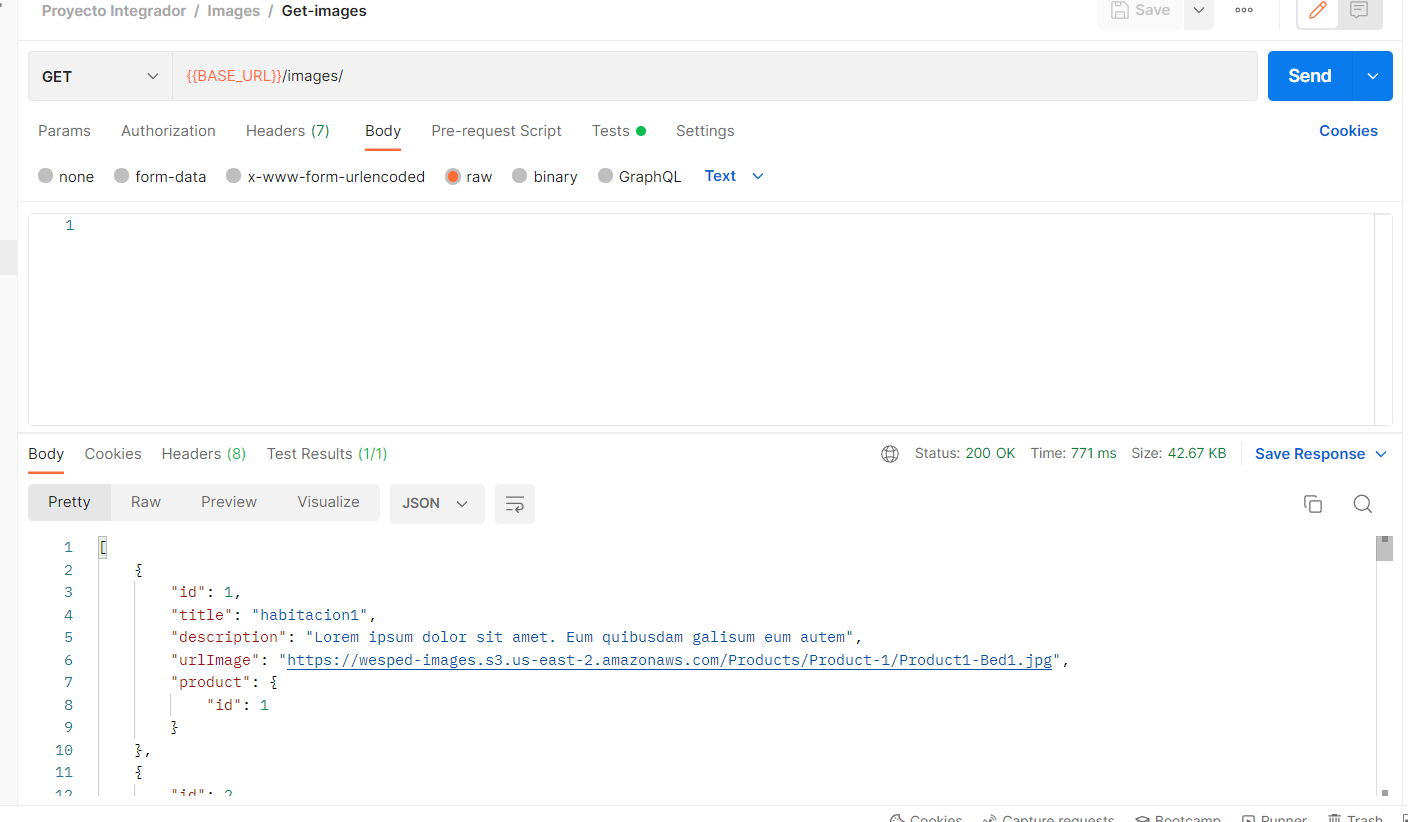 Proyecto Integrador / Images / Get-images
Save
GET
{{BASE_URL}}/images/
Send
Params Authorization Headers (7) Body Pre-request Script Tests Settings Cookies
none form-data x-www-form-urlencoded raw binary GraphQL Text
1
Body Cookies Headers (8) Test Results (1/1) Status: 200 OK Time: 771 ms Size: 42.67 KB Save Response
Pretty Raw Preview Visualize JSON
1 [
2 {
3 "id": 1,
4 "title": "habitacion1",
5 "description": "Lorem ipsum dolor sit amet. Eum quibusdam galisum eum autem",
6 "urlImage": "https://wesped-images.s3.us-east-2.amazonaws.com/Products/Product-1/Product1-Bed1.jpg",
7 "product": {
8 "id": 1
9 }
10 },
11 {
12 "id": 2
Cookies Capture requests Bootcamp Runner Trash